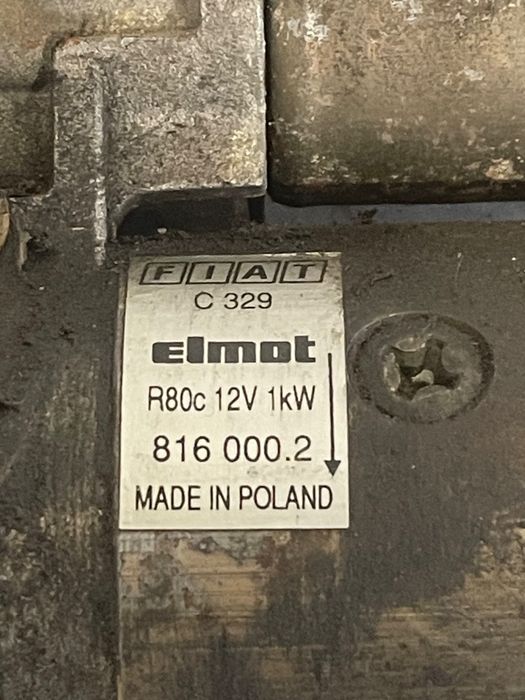 FIAT
C 329
elmot
R80c 12V 1kW
816 000.2
MADE IN POLAND